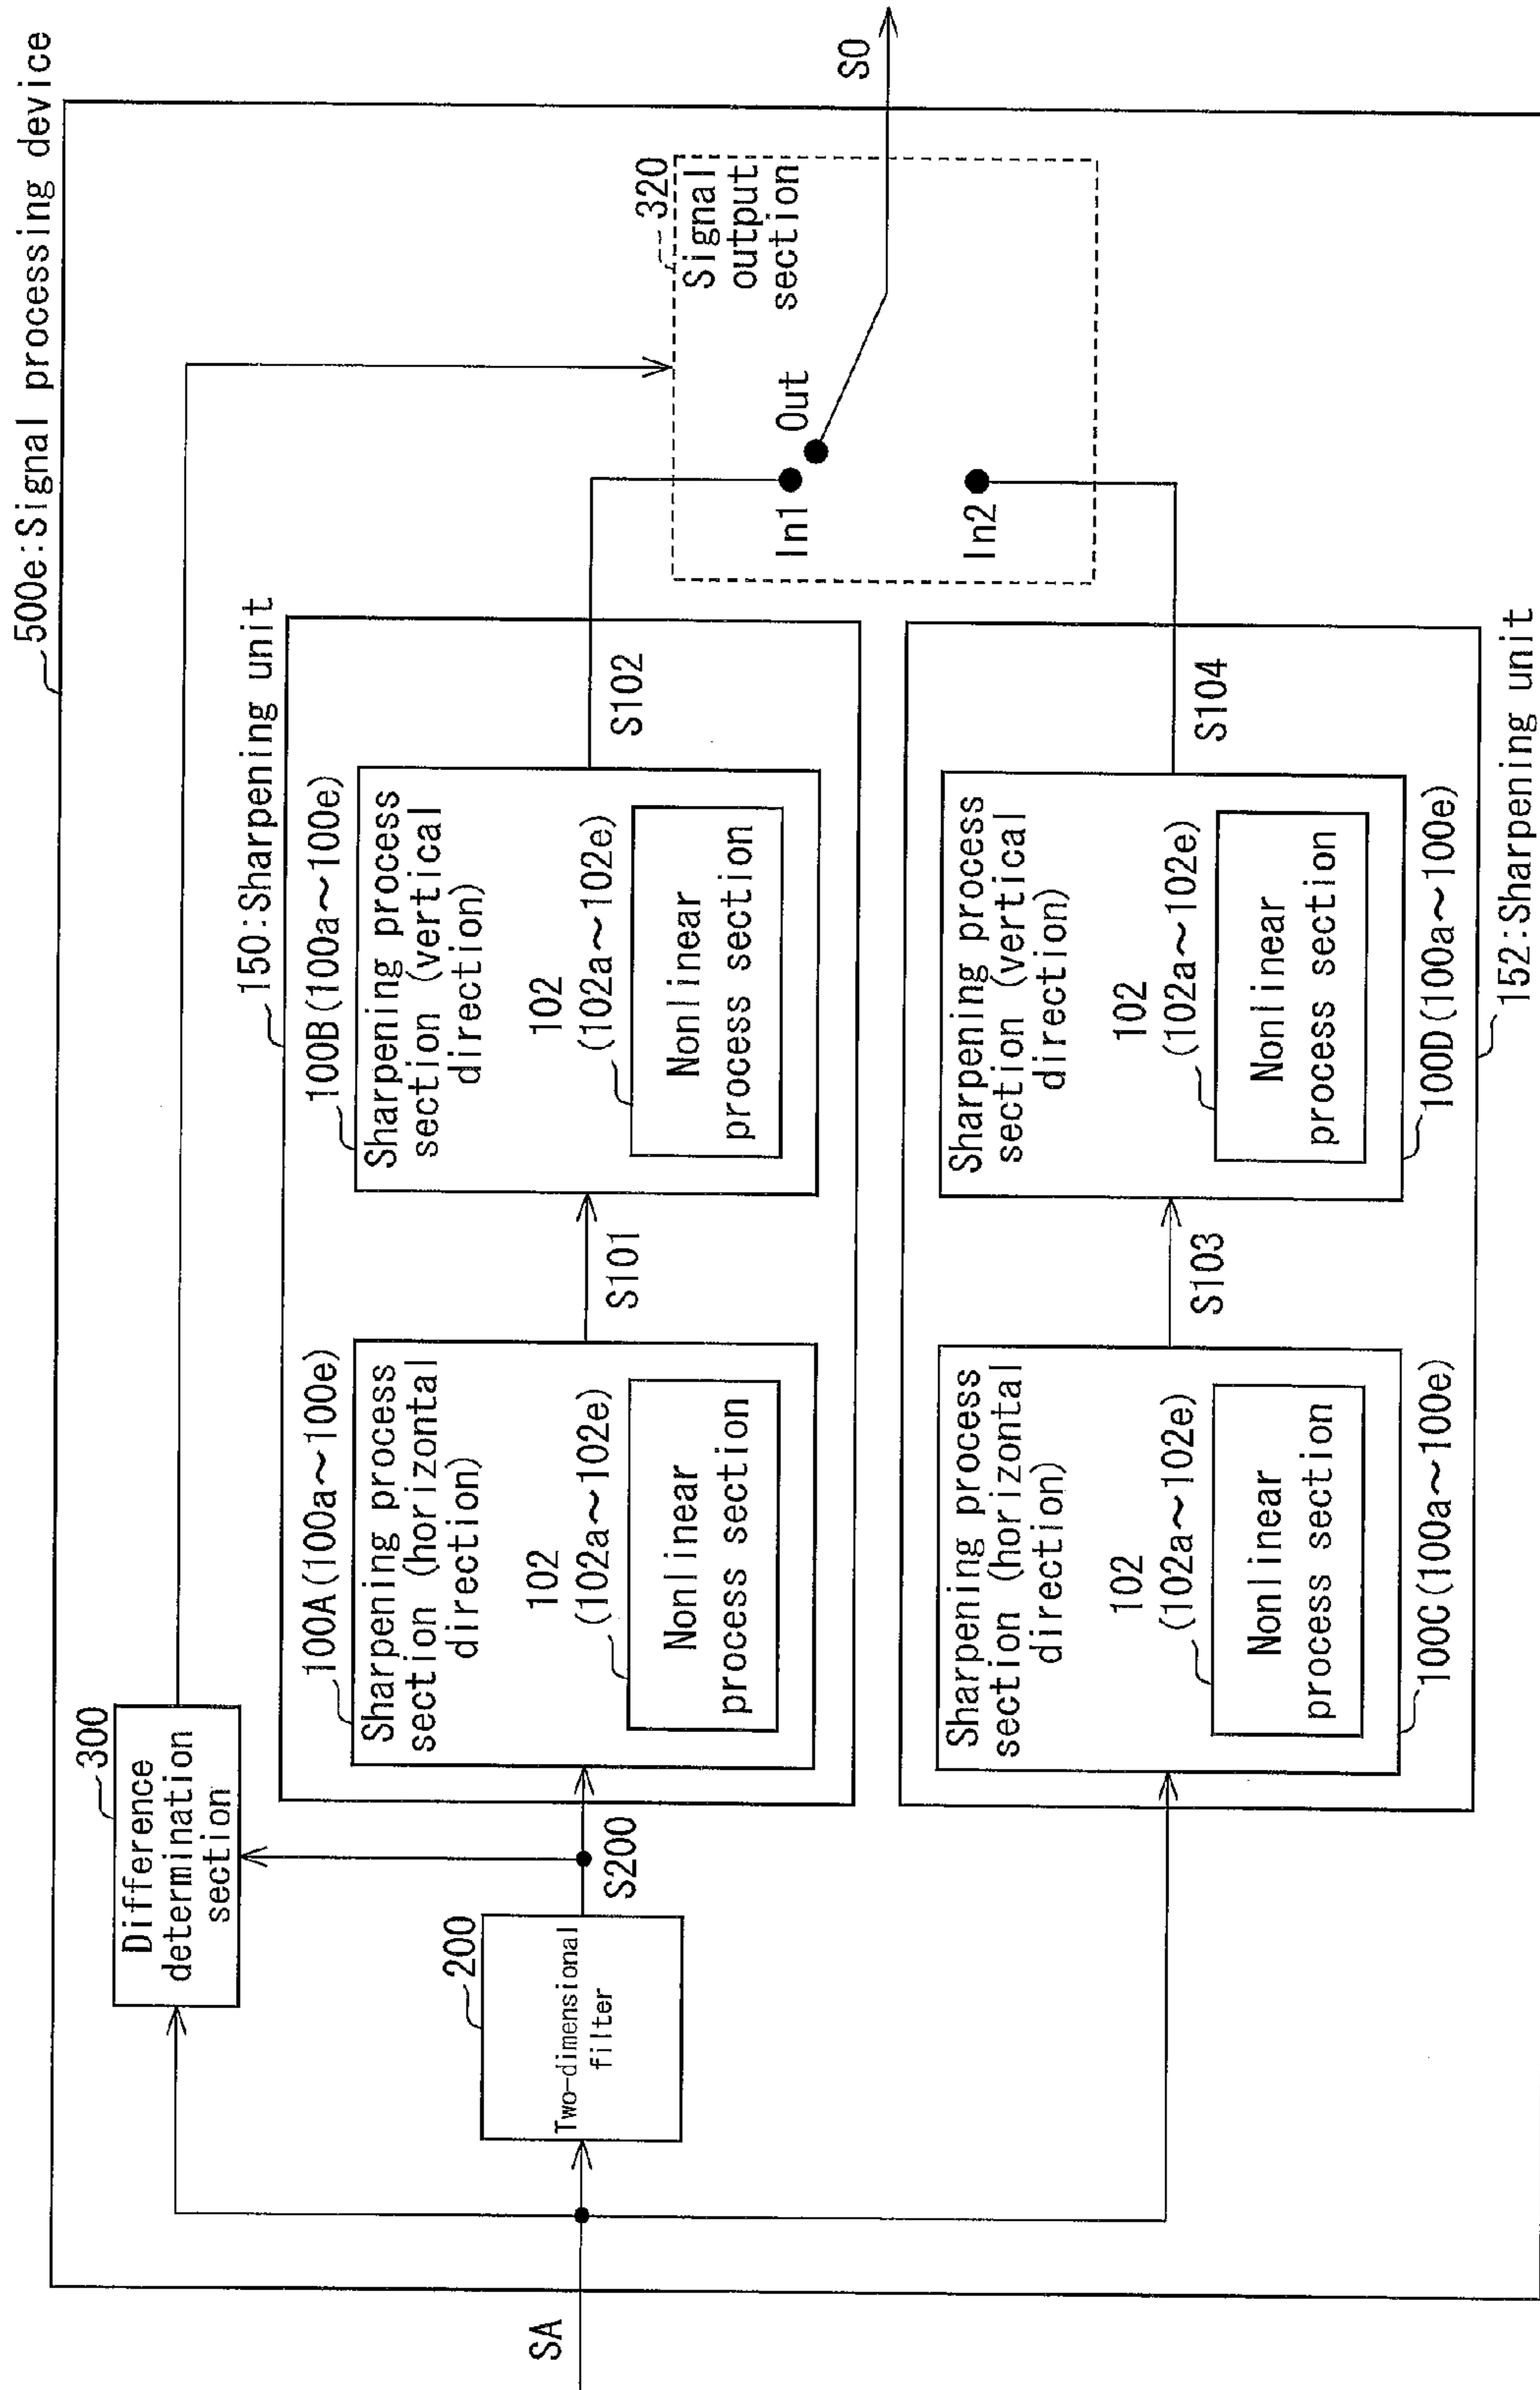 500e:Signal processing device
300
Difference
determination
section
150:Sharpening unit
320
Signal
output
section
SA
200
Two-dimensional
filter
S200
100A(100a~100e)
Sharpening process
section (horizontal
direction)
102
(102a~102e)
Nonlinear
process section
S101
100B(100a~100e)
Sharpening process
section (vertical
direction)
102
(102a~102e)
Nonlinear
process section
S102
In1
Out
In2
SO
Sharpening process
section (horizontal
direction)
102
(102a~102e)
Nonlinear
process section
100C(100a~100e)
S103
Sharpening process
section (vertical
direction)
102
(102a~102e)
Nonlinear
process section
100D(100a~100e)
S104
152:Sharpening unit